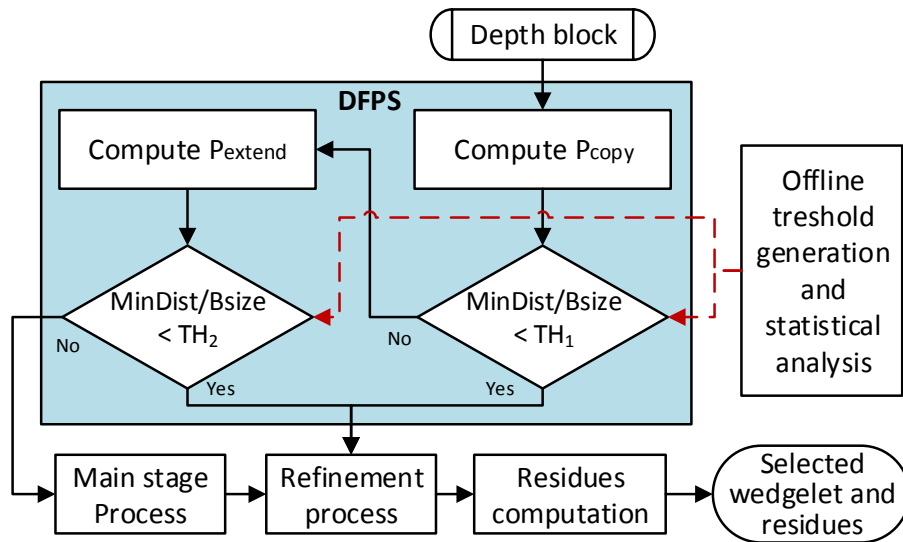 Depth block
DFPS
Compute Pextend
Compute Pcopy
Offline
treshold
generation
and
statistical
analysis
MinDist/Bsize
< TH₂
MinDist/Bsize
< TH₁
No
Yes
No
Yes
Main stage
Process
Refinement
process
Residues
computation
Selected
wedgelet and
residues